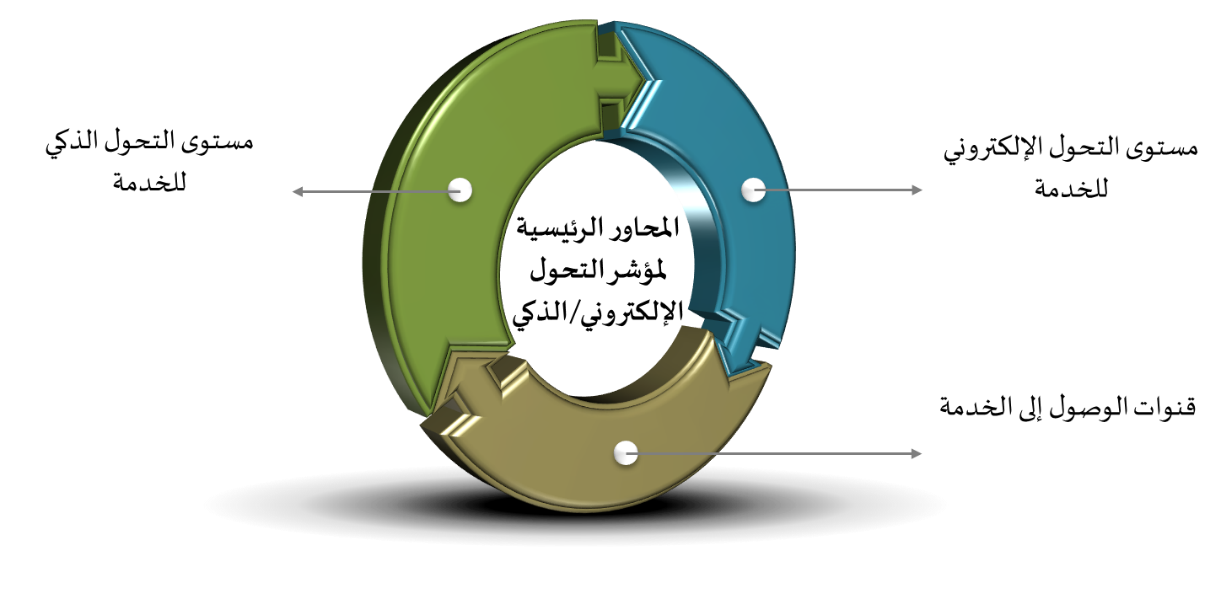 المحاور الرئيسية
لمؤشر التحول
الإلكتروني/الذكي
مستوى التحول الإلكتروني
للخدمة
قنوات الوصول إلى الخدمة
مستوى التحول الذكي
للخدمة